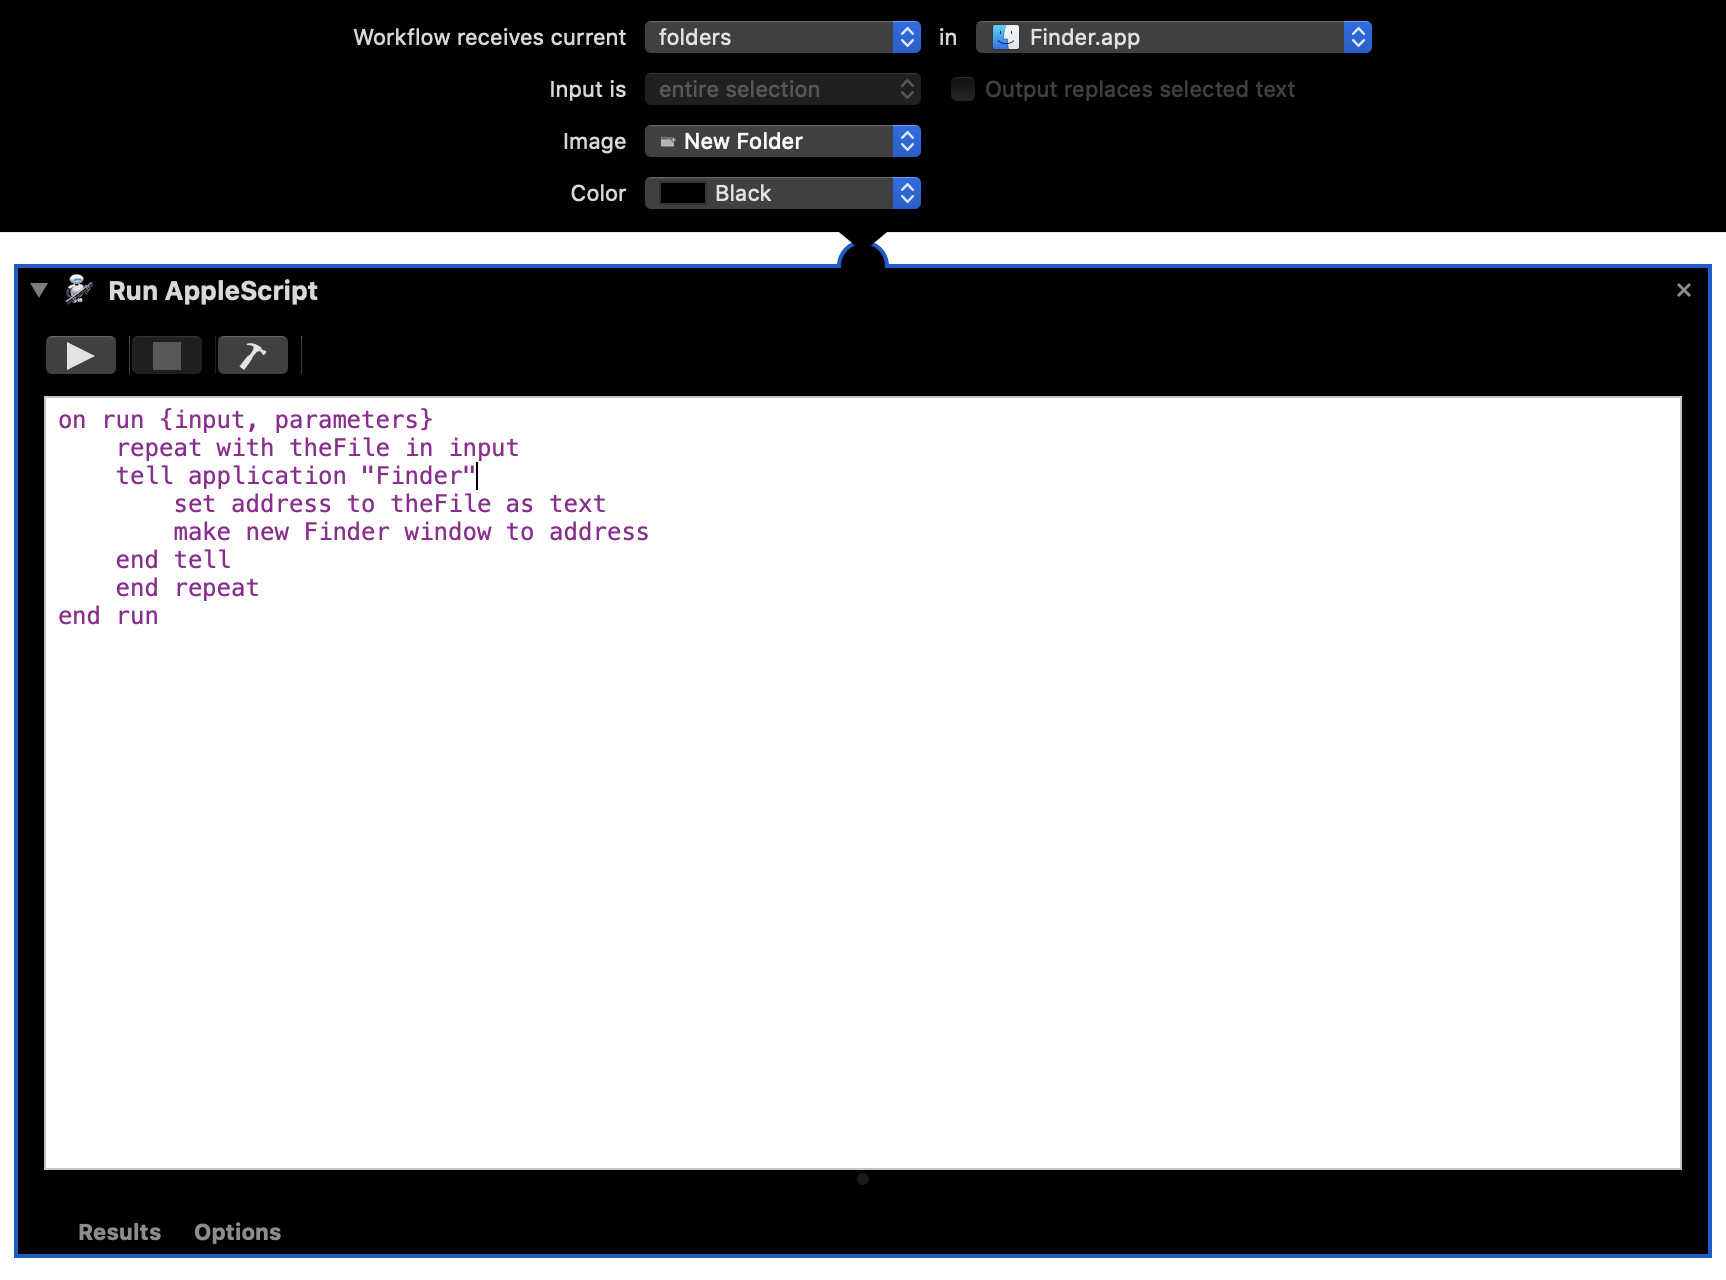 Workflow receives current folders in Finder.app
Input is entire selection Output replaces selected text
Image New Folder
Color Black
Run AppleScript
on run {input, parameters}
repeat with theFile in input
tell application "Finder"
set address to theFile as text
make new Finder window to address
end tell
end repeat
end run
Results Options